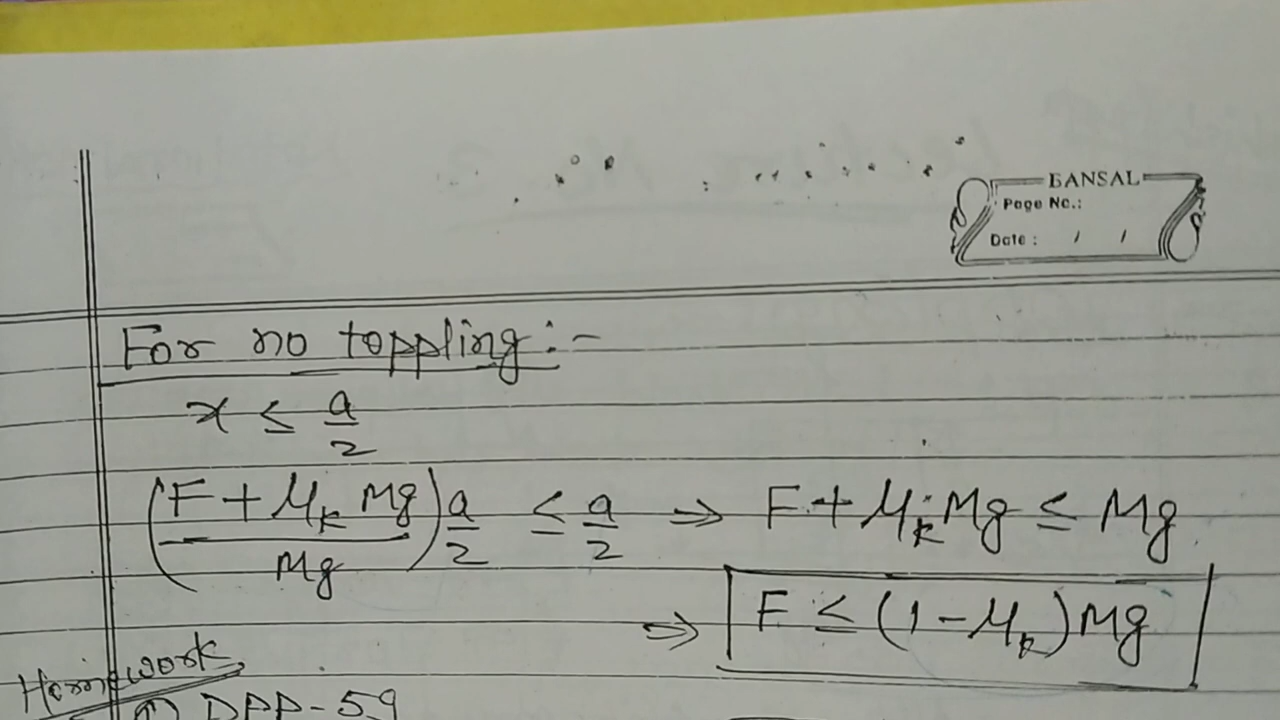 BANSAL
Page No.:
Date : / /
For no toppling :-
x ≤ a/2
((F + μₖ Mg)/Mg) a/2 ≤ a/2 ⇒ F + μₖ Mg ≤ Mg
⇒ F ≤ (1 - μₖ) Mg
Homework
① DPP-59